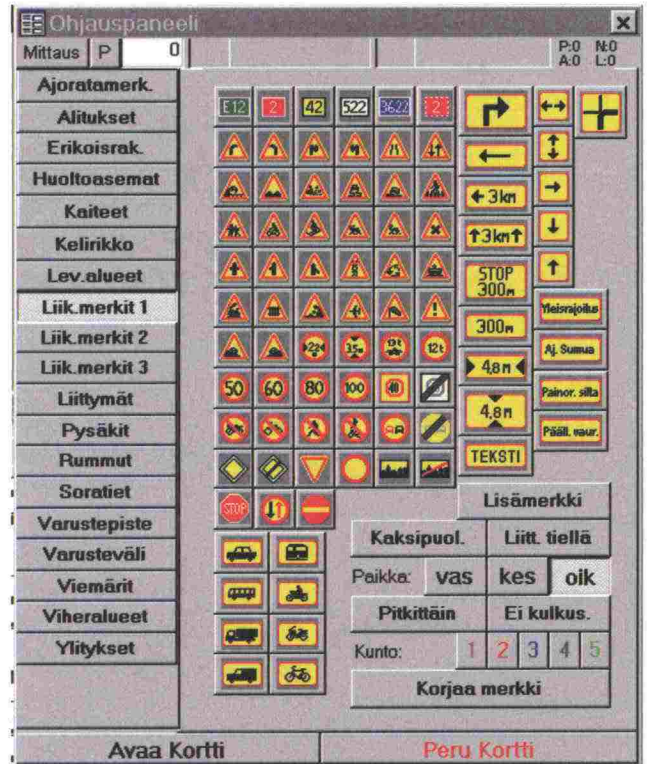 Ohjauspaneeli
Mittaus P 0 P:0 N:0
A:0 L:0
Ajoratamerk.
Alitukset
Erikoisrak.
Huoltoasemat
Kaiteet
Kelirikko
Lev.alueet
Liik.merkit 1
Liik.merkit 2
Liik.merkit 3
Liittymät
Pysäkit
Rummut
Soratiet
Varustepiste
Varusteväli
Viemärit
Viheralueet
Ylitykset
E12 2 42 522 3622 2
3km
3km
STOP
300m
300m
4,8m
4,8m
TEKSTI
Yleisrajoitus
Aj. Sumua
Painor. silta
Pääll. vaur.
12t
50 60 80 100
STOP
Lisämerkki
Kaksipuol. Liitt. tiellä
Paikka: vas kes oik
Pitkittäin Ei kulkus.
Kunto: 1 2 3 4 5
Korjaa merkki
Avaa Kortti Peru Kortti